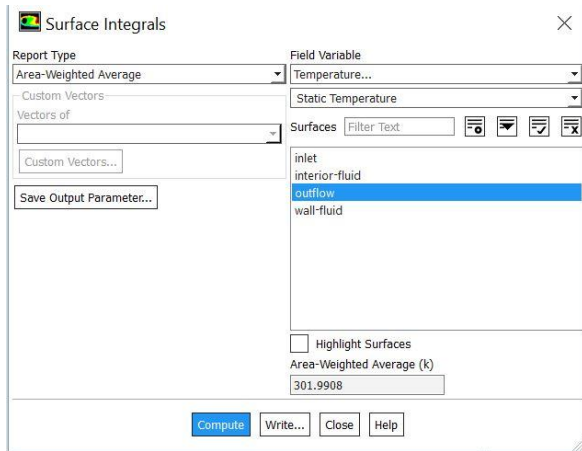 Surface Integrals
Report Type
Area-Weighted Average
Custom Vectors
Vectors of
Custom Vectors...
Save Output Parameter...
Field Variable
Temperature...
Static Temperature
Surfaces Filter Text
inlet
interior-fluid
outflow
wall-fluid
Highlight Surfaces
Area-Weighted Average (k)
301.9908
Compute Write... Close Help